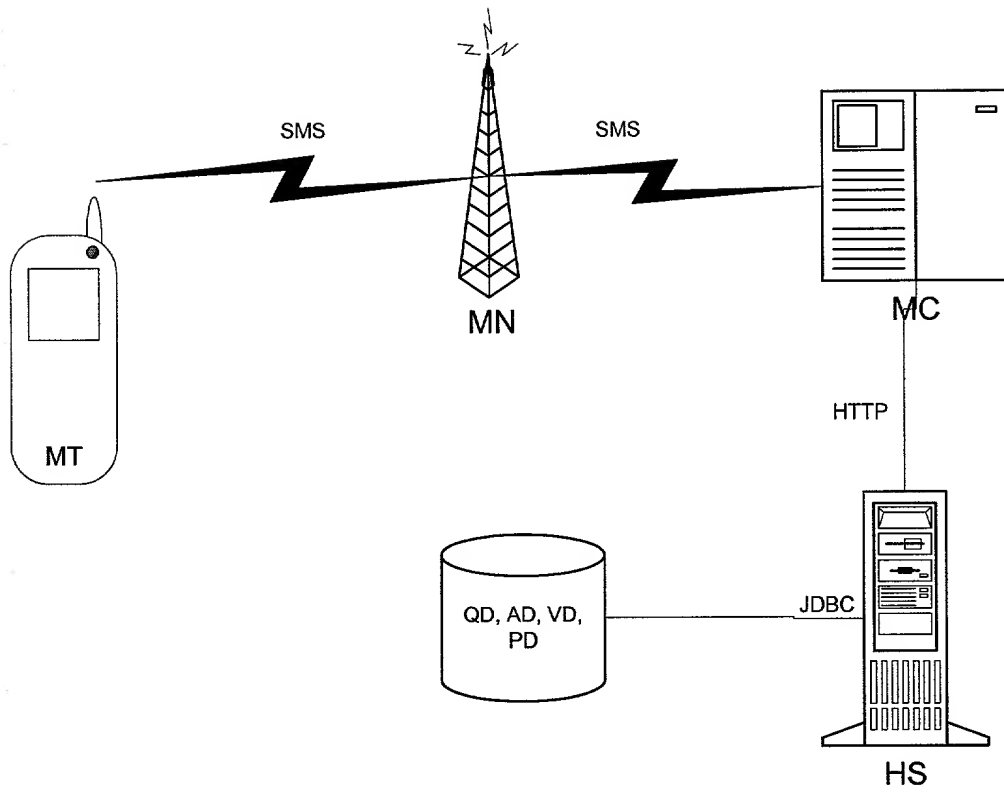 SMS
SMS
MN
MC
MT
HTTP
QD, AD, VD,
PD
JDBC
HS